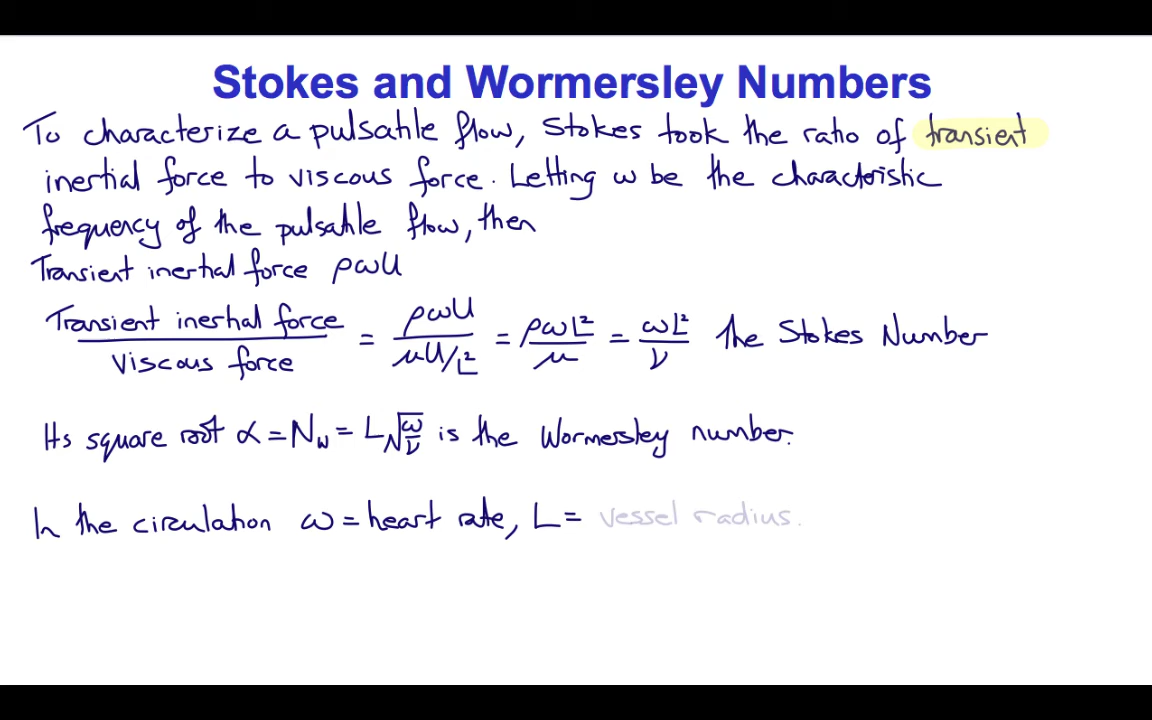 Stokes and Wormersley Numbers
To characterize a pulsatile flow, Stokes took the ratio of transient
inertial force to viscous force. Letting ω be the characteristic
frequency of the pulsatile flow, then
Transient inertial force ρωU
Transient inertial force / Viscous force = ρωU / μU/L² = ρωL² / μ = ωL² / ν the Stokes Number
Its square root α = N_w = L√(ω/ν) is the Wormersley number.
In the circulation ω = heart rate, L = vessel radius.